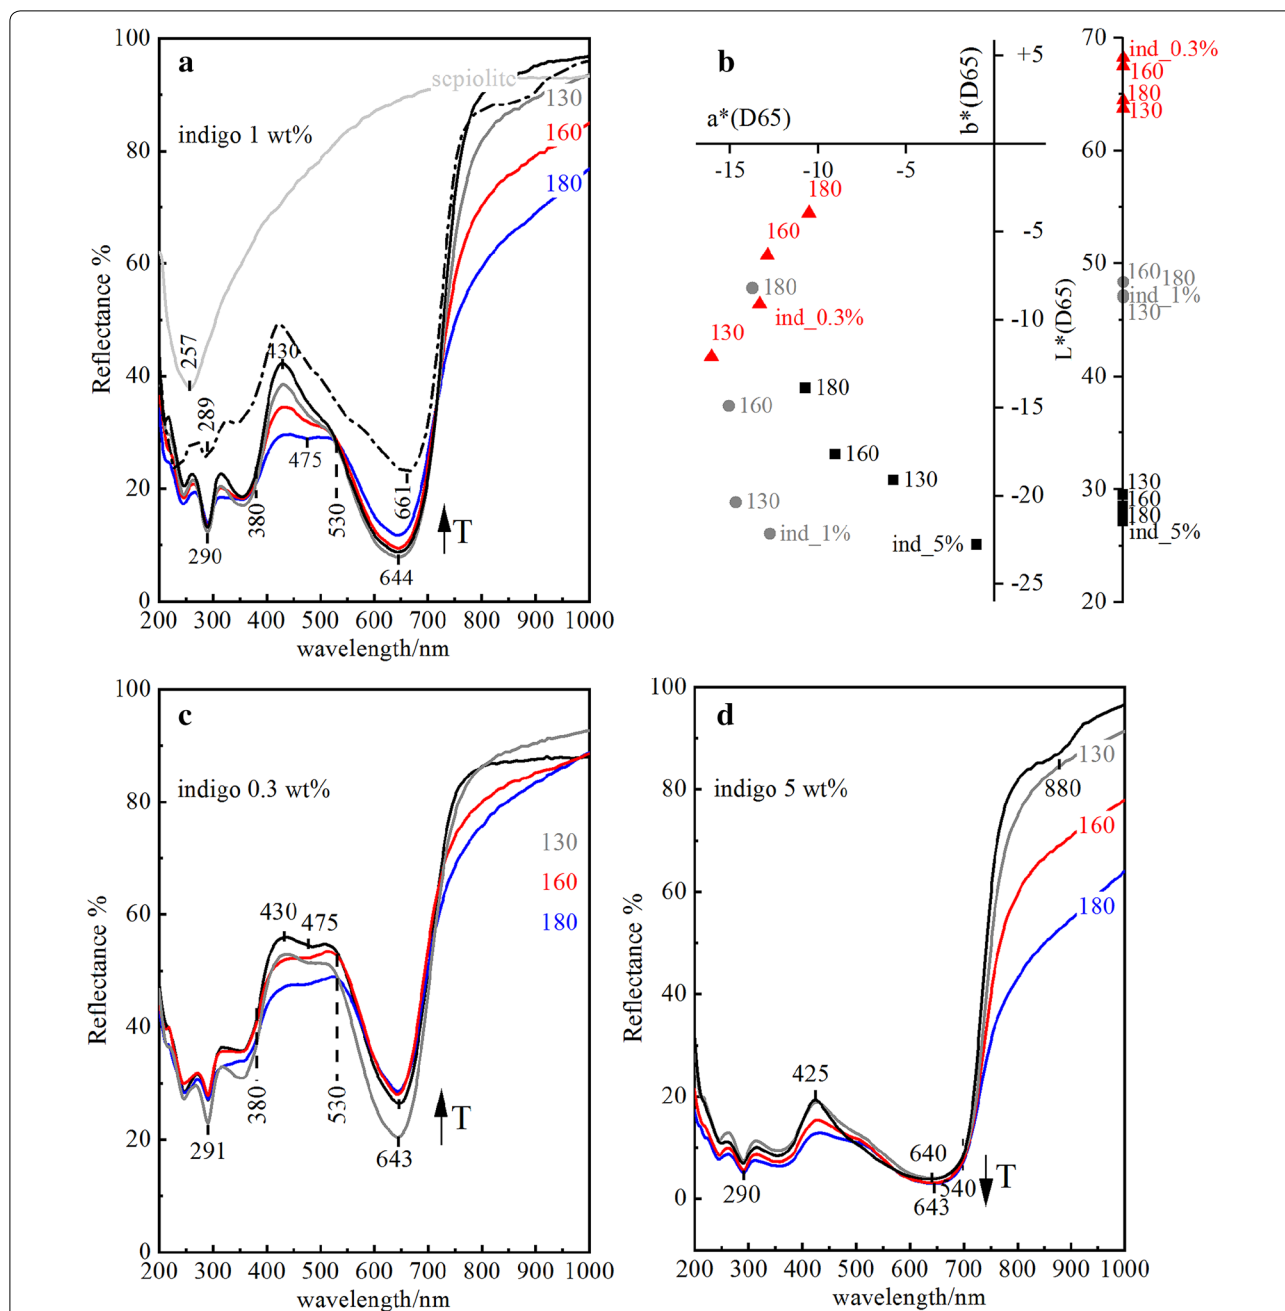 a
indigo 1 wt%
sepiolite
130
160
180
257
289
430
475
661
380
530
290
644
T
Reflectance %
100
80
60
40
20
0
200 300 400 500 600 700 800 900 1000
wavelength/nm
b
a*(D65)
b*(D65)
L*(D65)
-15 -10 -5
+5
-5
-10
-15
-20
-25
180
160
180
ind_0.3%
130
180
160
160
130
130
ind_1%
ind_5%
70
60
50
40
30
20
ind_0.3%
160
180
130
160 180
ind_1%
130
130
160
180
ind_5%
c
indigo 0.3 wt%
130
160
180
430
475
380
530
291
643
T
Reflectance %
100
80
60
40
20
0
200 300 400 500 600 700 800 900 1000
wavelength/nm
d
indigo 5 wt%
130
880
160
180
425
640
290
643
540
T
Reflectance %
100
80
60
40
20
0
200 300 400 500 600 700 800 900 1000
wavelength/nm